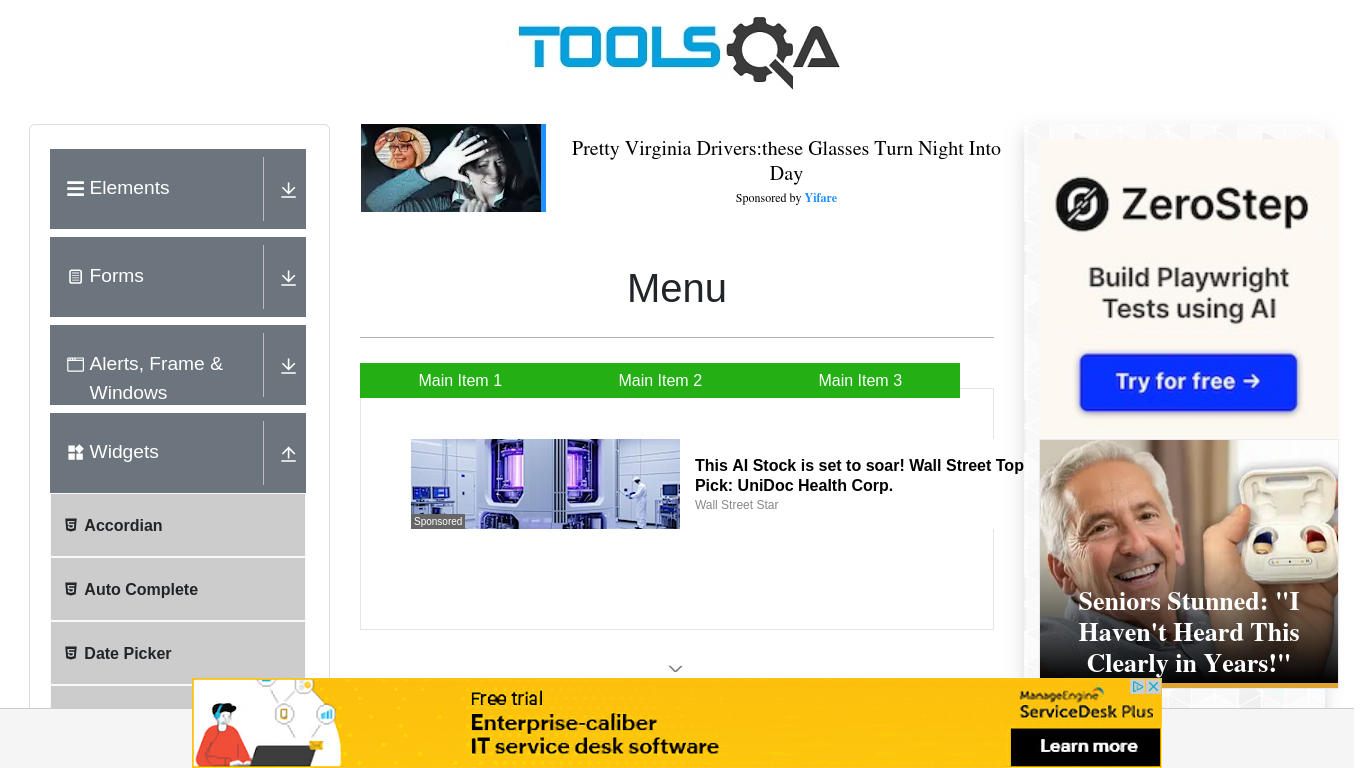 TOOLSQA
Elements
Forms
Alerts, Frame &
Windows
Widgets
Accordian
Auto Complete
Date Picker
Pretty Virginia Drivers:these Glasses Turn Night Into
Day
Sponsored by Yifare
Menu
Main Item 1
Main Item 2
Main Item 3
Sponsored
This AI Stock is set to soar! Wall Street Top
Pick: UniDoc Health Corp.
Wall Street Star
ZeroStep
Build Playwright
Tests using AI
Try for free →
Seniors Stunned: "I
Haven't Heard This
Clearly in Years!"
Free trial
Enterprise-caliber
IT service desk software
ManageEngine
ServiceDesk Plus
Learn more